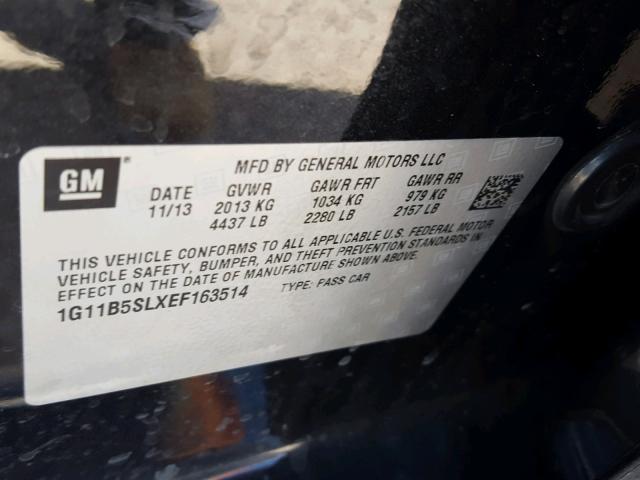 GM
MFD BY GENERAL MOTORS LLC
DATE GVWR GAWR FRT GAWR RR
11/13 2013 KG 1034 KG 979 KG
4437 LB 2280 LB 2157 LB
THIS VEHICLE CONFORMS TO ALL APPLICABLE U.S. FEDERAL MOTOR
VEHICLE SAFETY, BUMPER, AND THEFT PREVENTION STANDARDS IN
EFFECT ON THE DATE OF MANUFACTURE SHOWN ABOVE.
1G11B5SLXEF163514 TYPE: PASS CAR